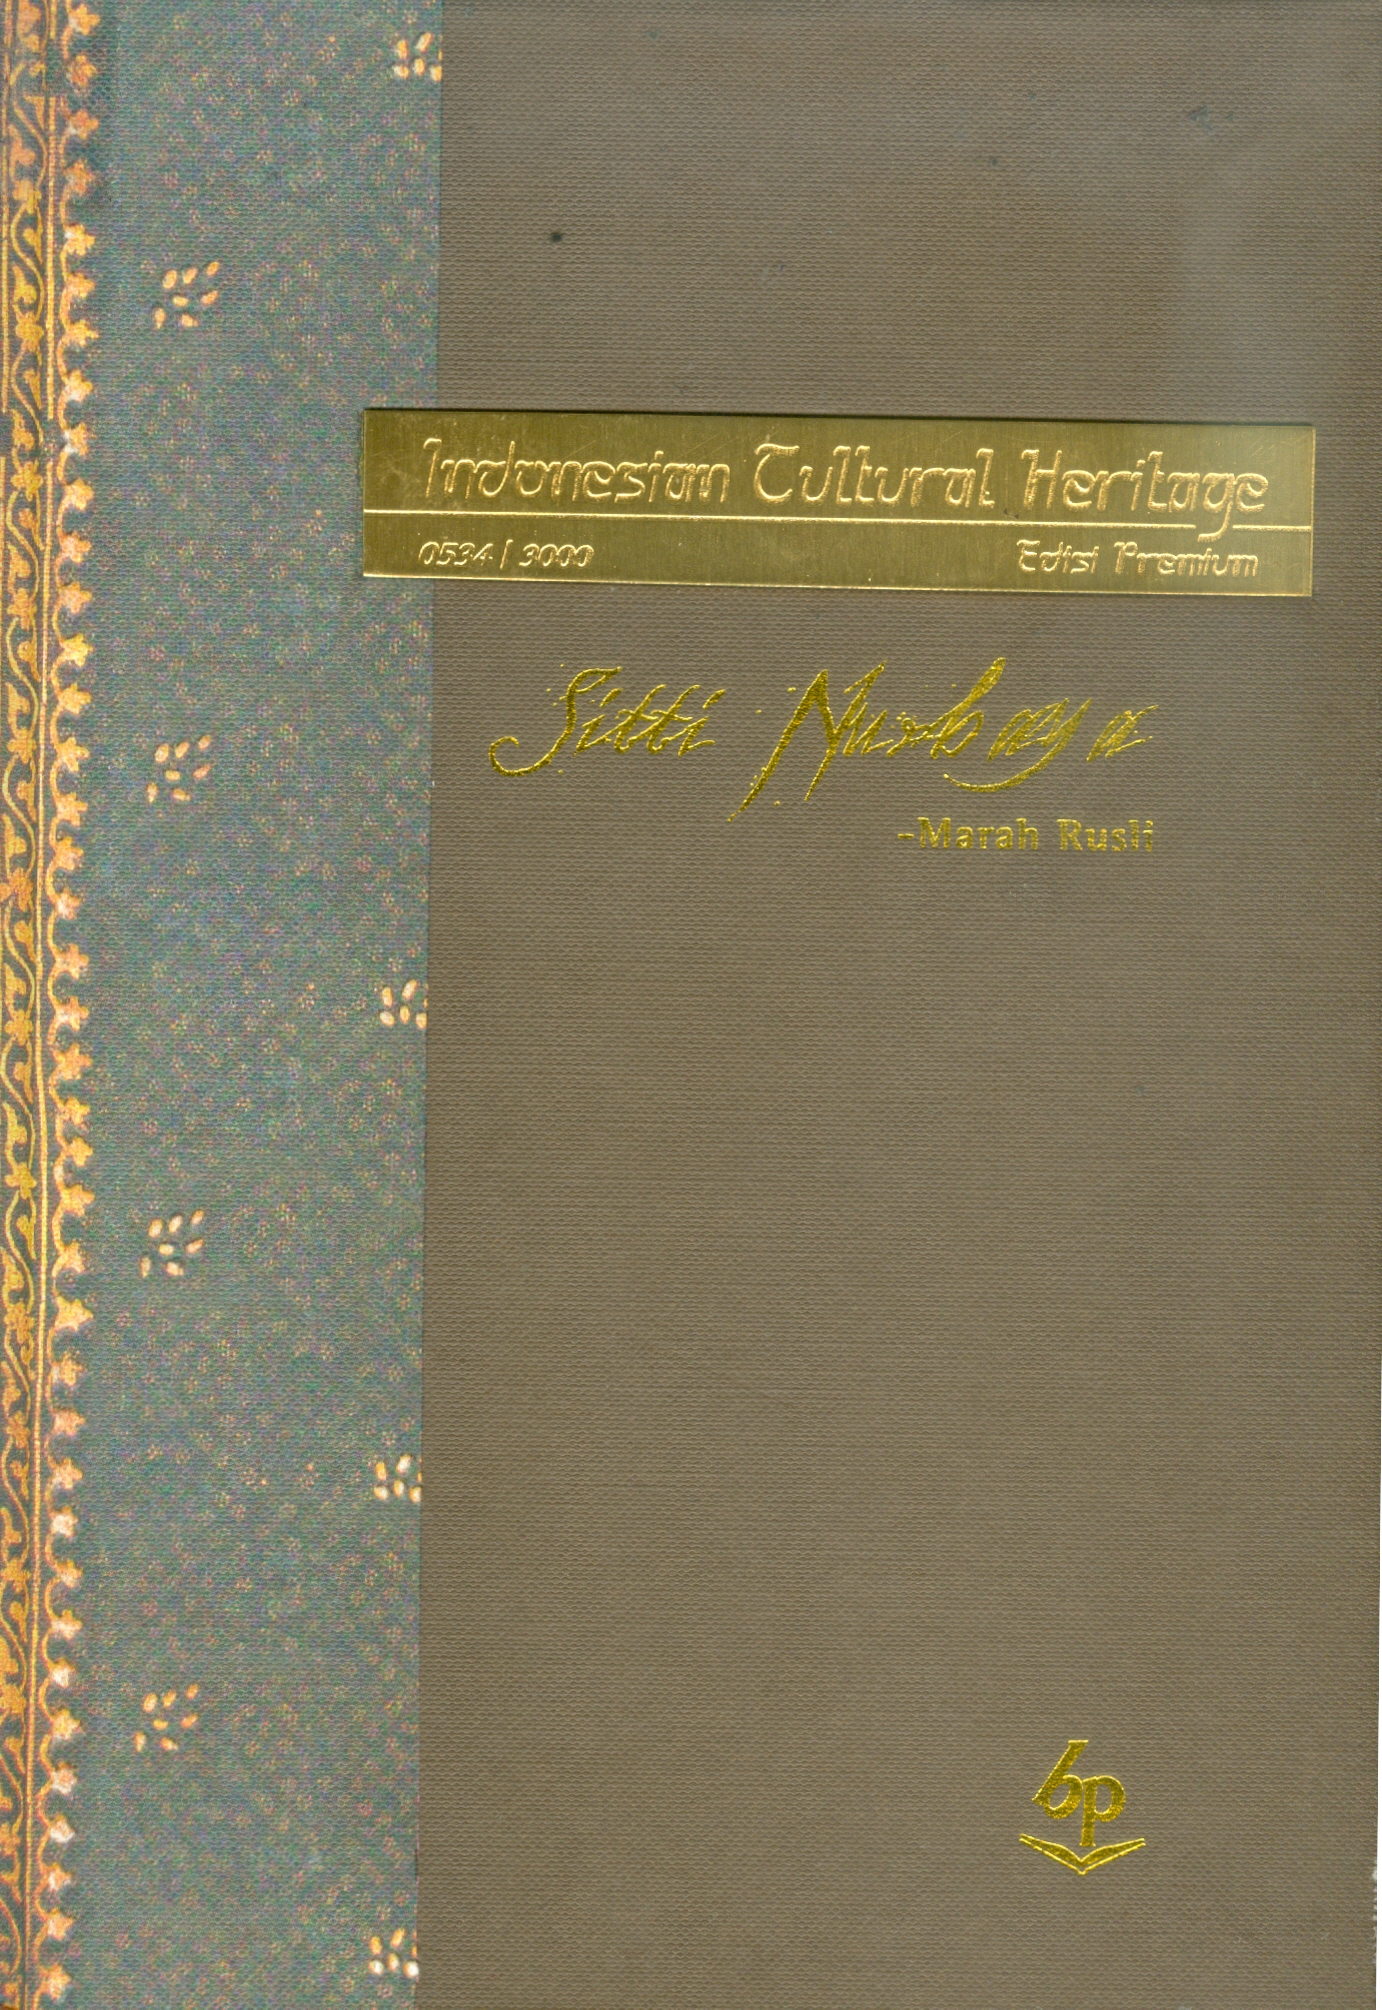 Indonesian Cultural Heritage
0534 / 3000
Edisi Premium
Sitti Nurbaya
-Marah Rusli
bp